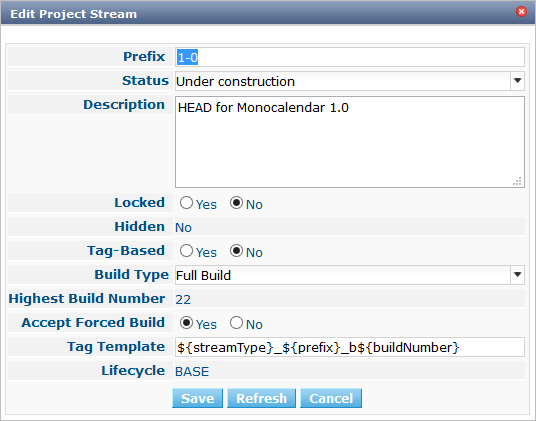 Edit Project Stream
Prefix 1-0
Status Under construction
Description HEAD for Monocalendar 1.0
Locked Yes No
Hidden No
Tag-Based Yes No
Build Type Full Build
Highest Build Number 22
Accept Forced Build Yes No
Tag Template ${streamType}_${prefix}_b${buildNumber}
Lifecycle BASE
Save Refresh Cancel